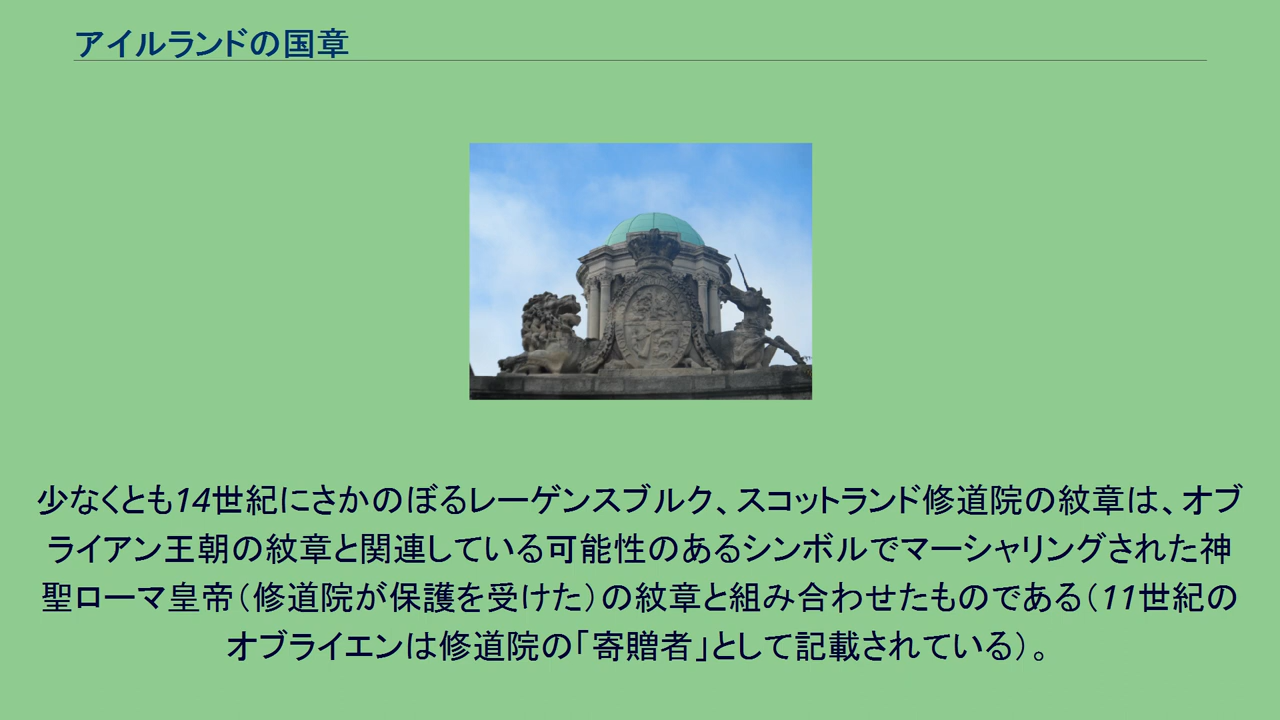 アイルランドの国章
少なくとも14世紀にさかのぼるレーゲンスブルク、スコットランド修道院の紋章は、オブ
ライアン王朝の紋章と関連している可能性のあるシンボルでマーシャリングされた神
聖ローマ皇帝（修道院が保護を受けた）の紋章と組み合わせたものである（11世紀の
オブライエンは修道院の「寄贈者」として記載されている）。